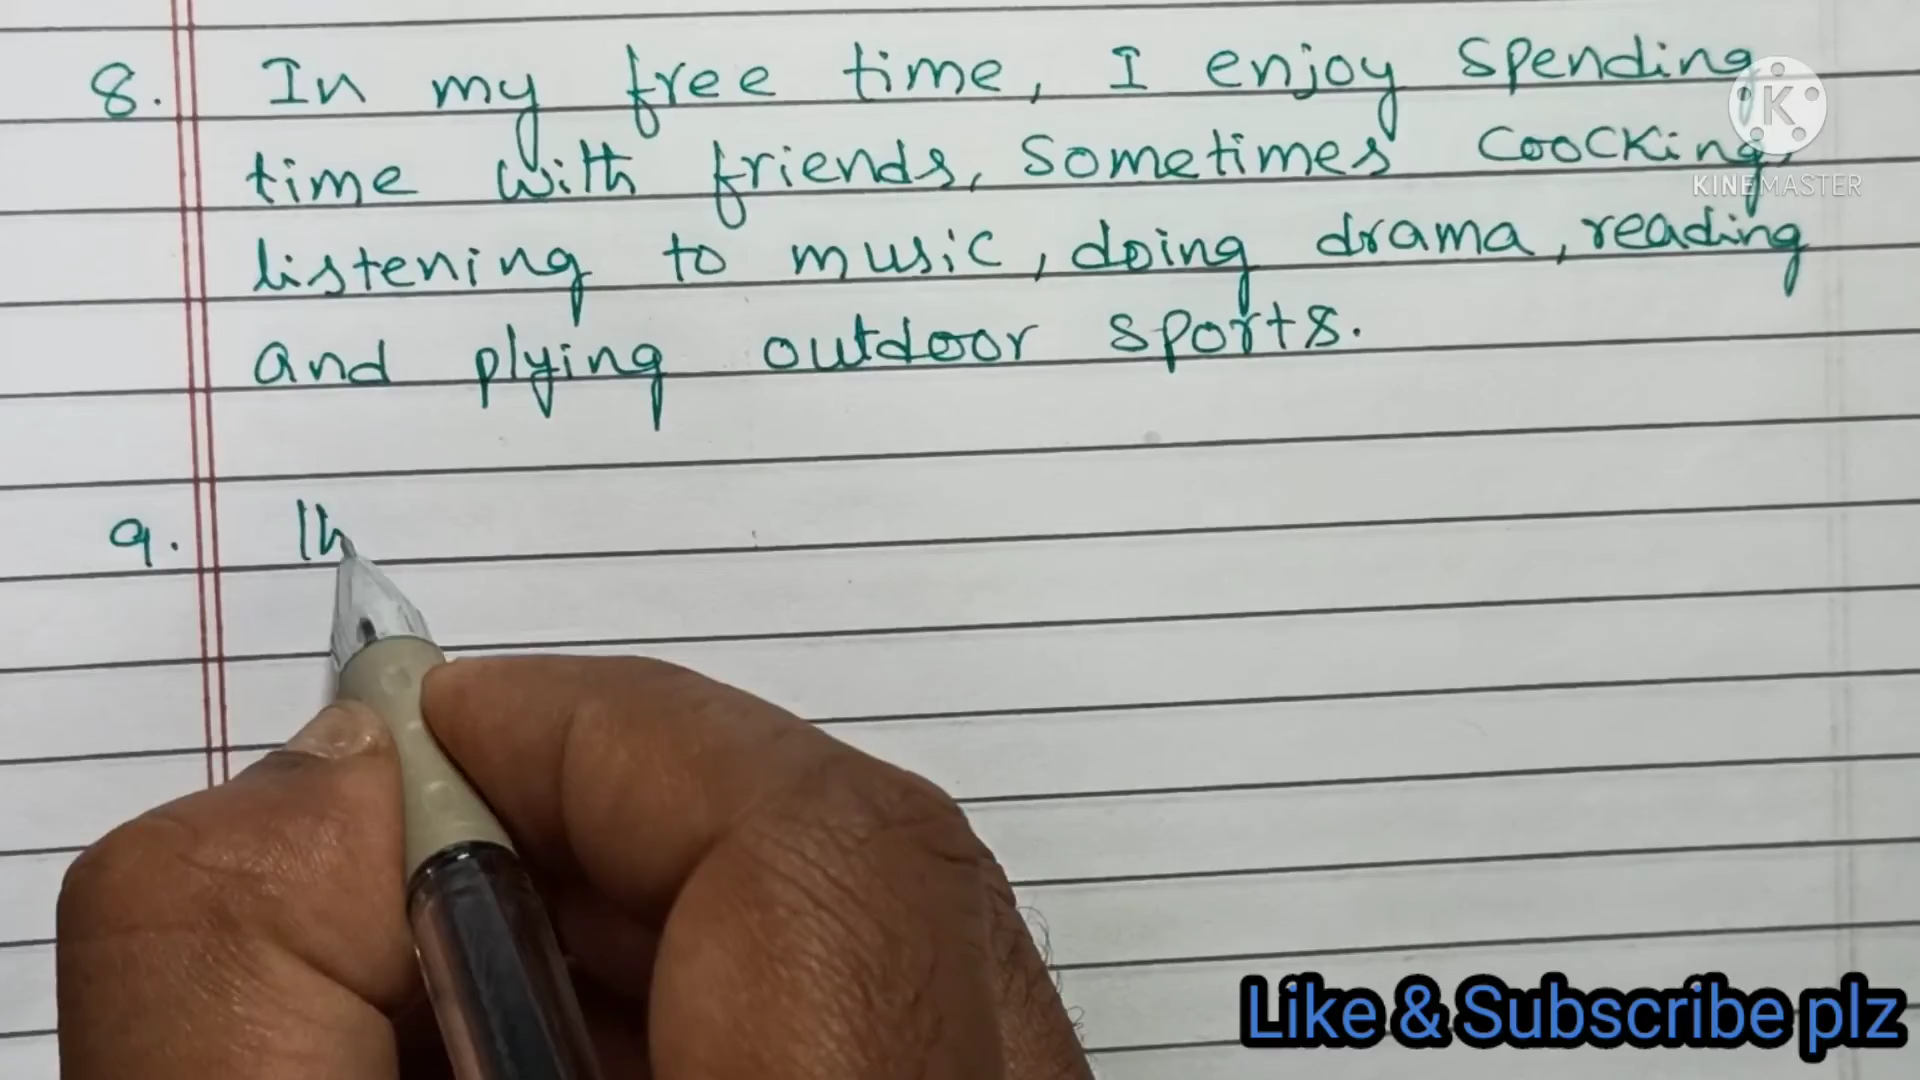 8. In my free time, I enjoy spending
time with friends, sometimes coocking,
listening to music, doing drama, reading
and plying outdoor sports.
9.
KINEMASTER
Like & Subscribe plz